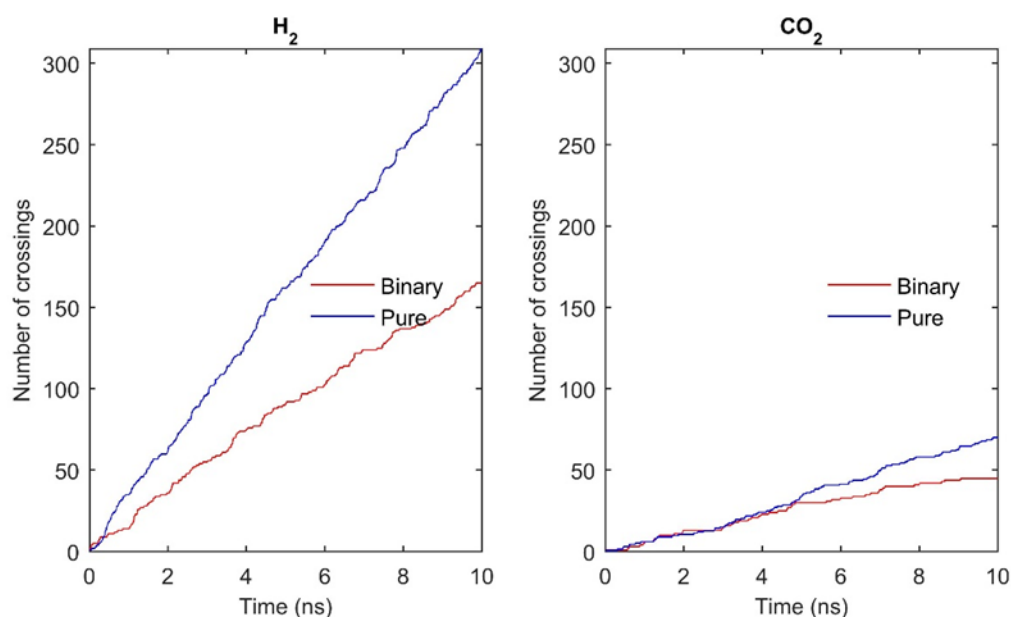 H₂
300
250
200
150
100
50
0
Number of crossings
Binary
Pure
0 2 4 6 8 10
Time (ns)
CO₂
300
250
200
150
100
50
0
Number of crossings
Binary
Pure
0 2 4 6 8 10
Time (ns)